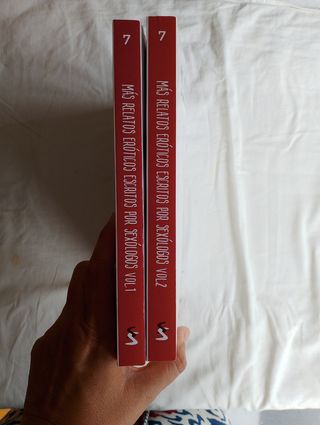 7
MÁS RELATOS ERÓTICOS ESCRITOS POR SEXÓLOGOS VOL.1
7
MÁS RELATOS ERÓTICOS ESCRITOS POR SEXÓLOGOS VOL.2